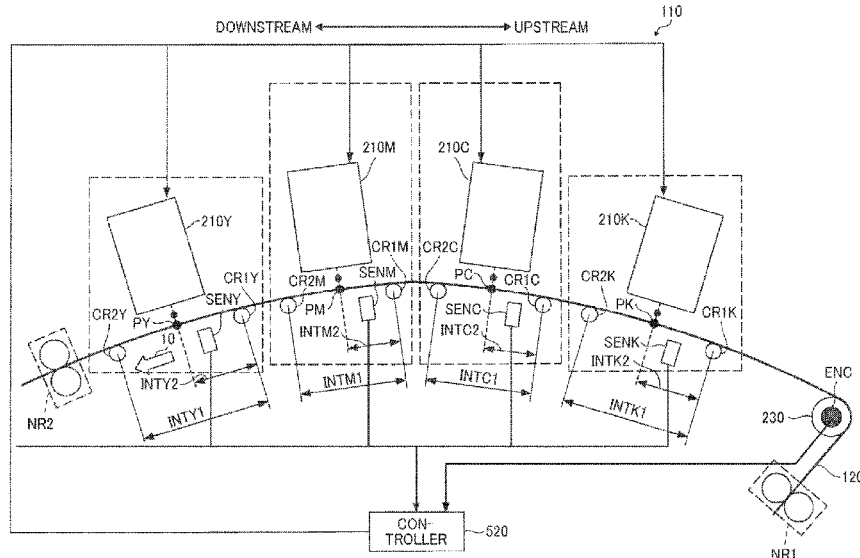 DOWNSTREAM UPSTREAM
110
210M
210C
210Y
210K
CR1M
CR2C
CR1Y
CR2M
SENM
PC
CR1C
CR2K
SENY
PM
SENC
PK
CR1K
CR2Y
PY
10
INTM2
INTC2
SENK
INTK2
INTY2
INTM1
INTC1
ENC
NR2
INTY1
INTK1
230
120
CON-
TROLLER
520
NR1